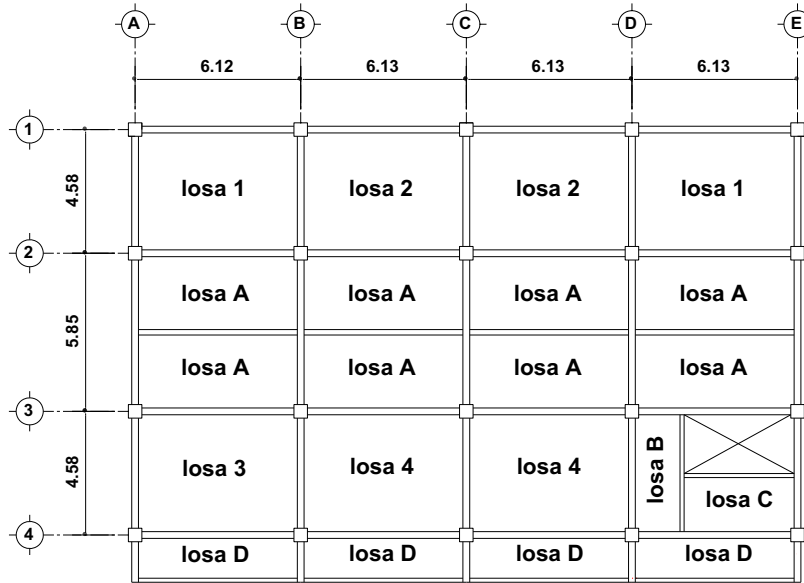 A B C D E
6.12 6.13 6.13 6.13
1
4.58
losa 1 losa 2 losa 2 losa 1
2
losa A losa A losa A losa A
5.85
losa A losa A losa A losa A
3
4.58
losa 3 losa 4 losa 4 losa B
losa C
4
losa D losa D losa D losa D